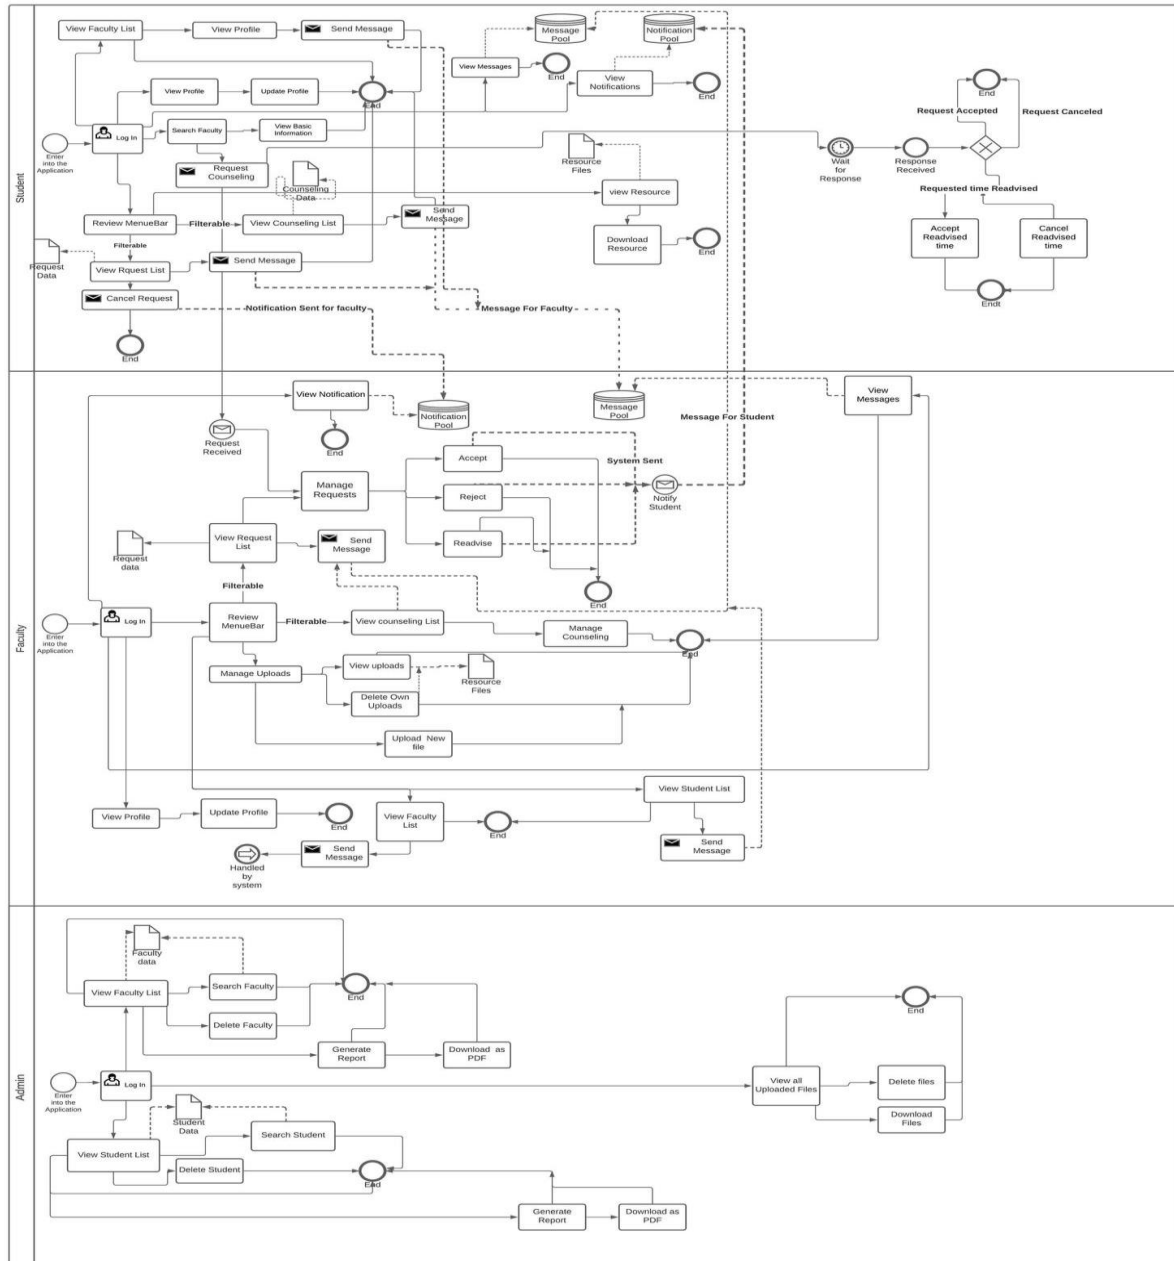 Student
View Faculty List
View Profile
Send Message
Message
Pool
Notification
Pool
View Messages
End
View
Notifications
End
View Profile
Update Profile
End
Enter
into the
Application
Log In
Search Faculty
View Basic
Information
Request
Counseling
Counseling
Data
Resource
Files
view Resource
Download
Resource
End
Wait
for
Response
Response
Received
End
Request Accepted
Request Canceled
Requested time Readvised
Accept
Readvised
time
Cancel
Readvised
time
Endt
Review MenueBar
Filterable
View Counseling List
Send
Message
Filterable
Request
Data
View Rquest List
Send Message
Cancel Request
Notification Sent for faculty
Message For Faculty
End
Faculty
View Notification
End
Notification
Pool
Message
Pool
View
Messages
Message For Student
Request
Received
Manage
Requests
Accept
Reject
Readvise
System Sent
Notify
Student
End
Request
data
View Request
List
Send
Message
Filterable
Enter
into the
Application
Log In
Review
MenueBar
Filterable
View counseling List
Manage
Counseling
End
Manage Uploads
View uploads
Resource
Files
Delete Own
Uploads
Upload New
file
View Profile
Update Profile
End
View Faculty
List
End
View Student List
Send
Message
Send
Message
Handled
by
system
Admin
Faculty
data
View Faculty List
Search Faculty
Delete Faculty
End
Generate
Report
Download as
PDF
Enter
into the
Application
Log In
View all
Uploaded Files
Delete files
Download
Files
End
Student
Data
View Student List
Search Student
Delete Student
End
Generate
Report
Download as
PDF